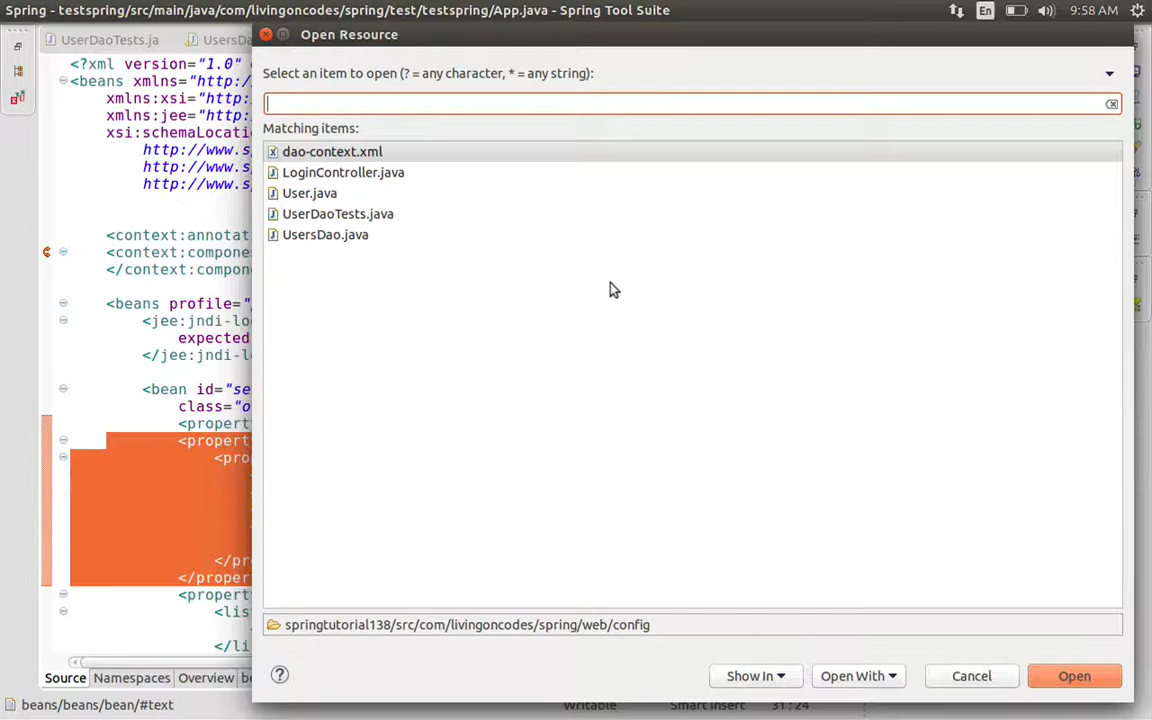 Spring - testspring/src/main/java/com/livingoncodes/spring/test/testspring/App.java - Spring Tool Suite
En
9:58 AM
UserDaoTests.ja
UsersDa
Open Resource
<?xml version="1.0"
<beans xmlns="http:/
xmlns:xsi="http:
xmlns:jee="http:
xsi:schemaLocati
http://www.s
http://www.s
http://www.s
<context:annotat
<context:compone
</context:compon
<beans profile="
<jee:jndi-lo
expected
</jee:jndi-l
<bean id="se
class="o
<propert
<propert
<pro
</pr
</proper
<propert
<lis
</li
Select an item to open (? = any character, * = any string):
Matching items:
dao-context.xml
LoginController.java
User.java
UserDaoTests.java
UsersDao.java
springtutorial138/src/com/livingoncodes/spring/web/config
?
Show In
Open With
Cancel
Open
Source
Namespaces
Overview
be
beans/beans/bean/#text
Writable
Smart Insert
31 : 24